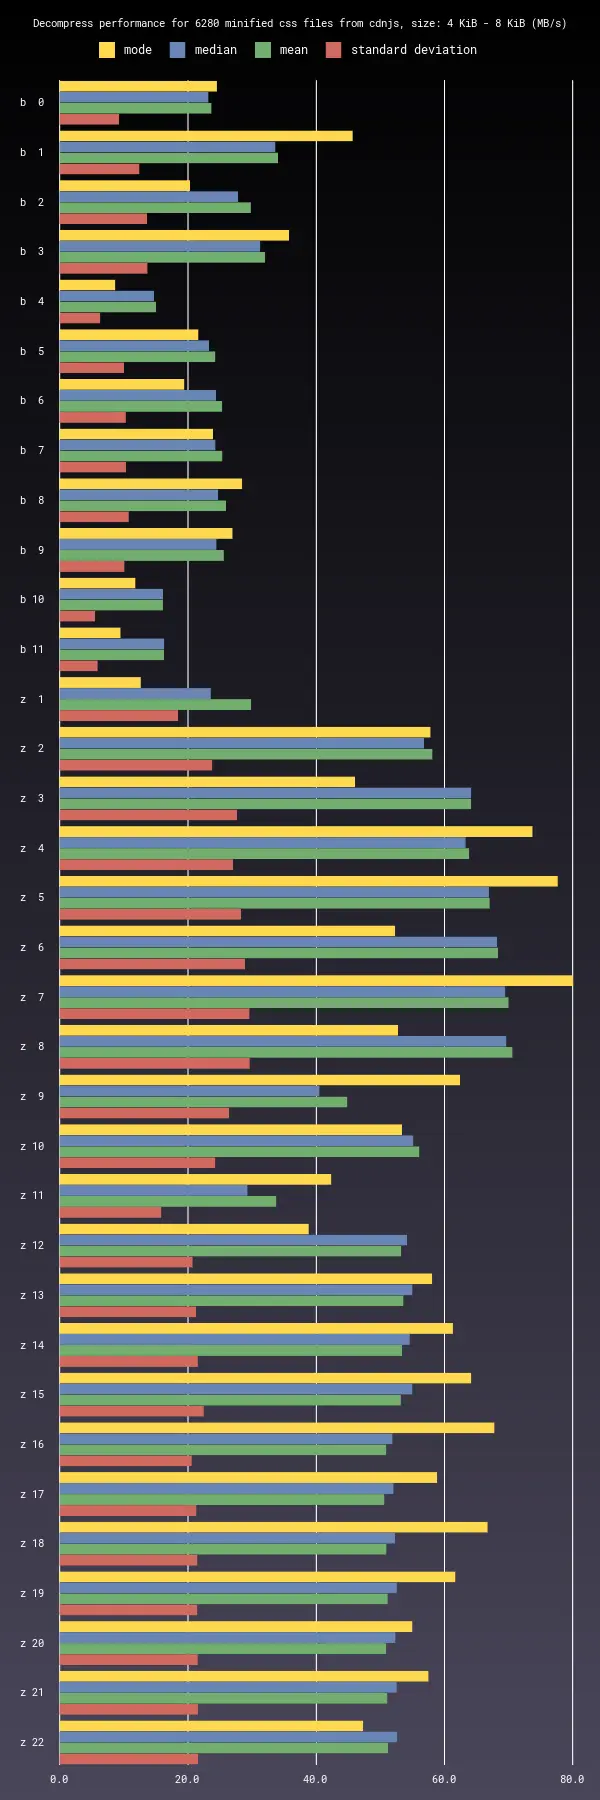 Decompress performance for 6280 minified css files from cdnjs, size: 4 KiB - 8 KiB (MB/s)
mode median mean standard deviation
b 0
b 1
b 2
b 3
b 4
b 5
b 6
b 7
b 8
b 9
b 10
b 11
z 1
z 2
z 3
z 4
z 5
z 6
z 7
z 8
z 9
z 10
z 11
z 12
z 13
z 14
z 15
z 16
z 17
z 18
z 19
z 20
z 21
z 22
0.0 20.0 40.0 60.0 80.0